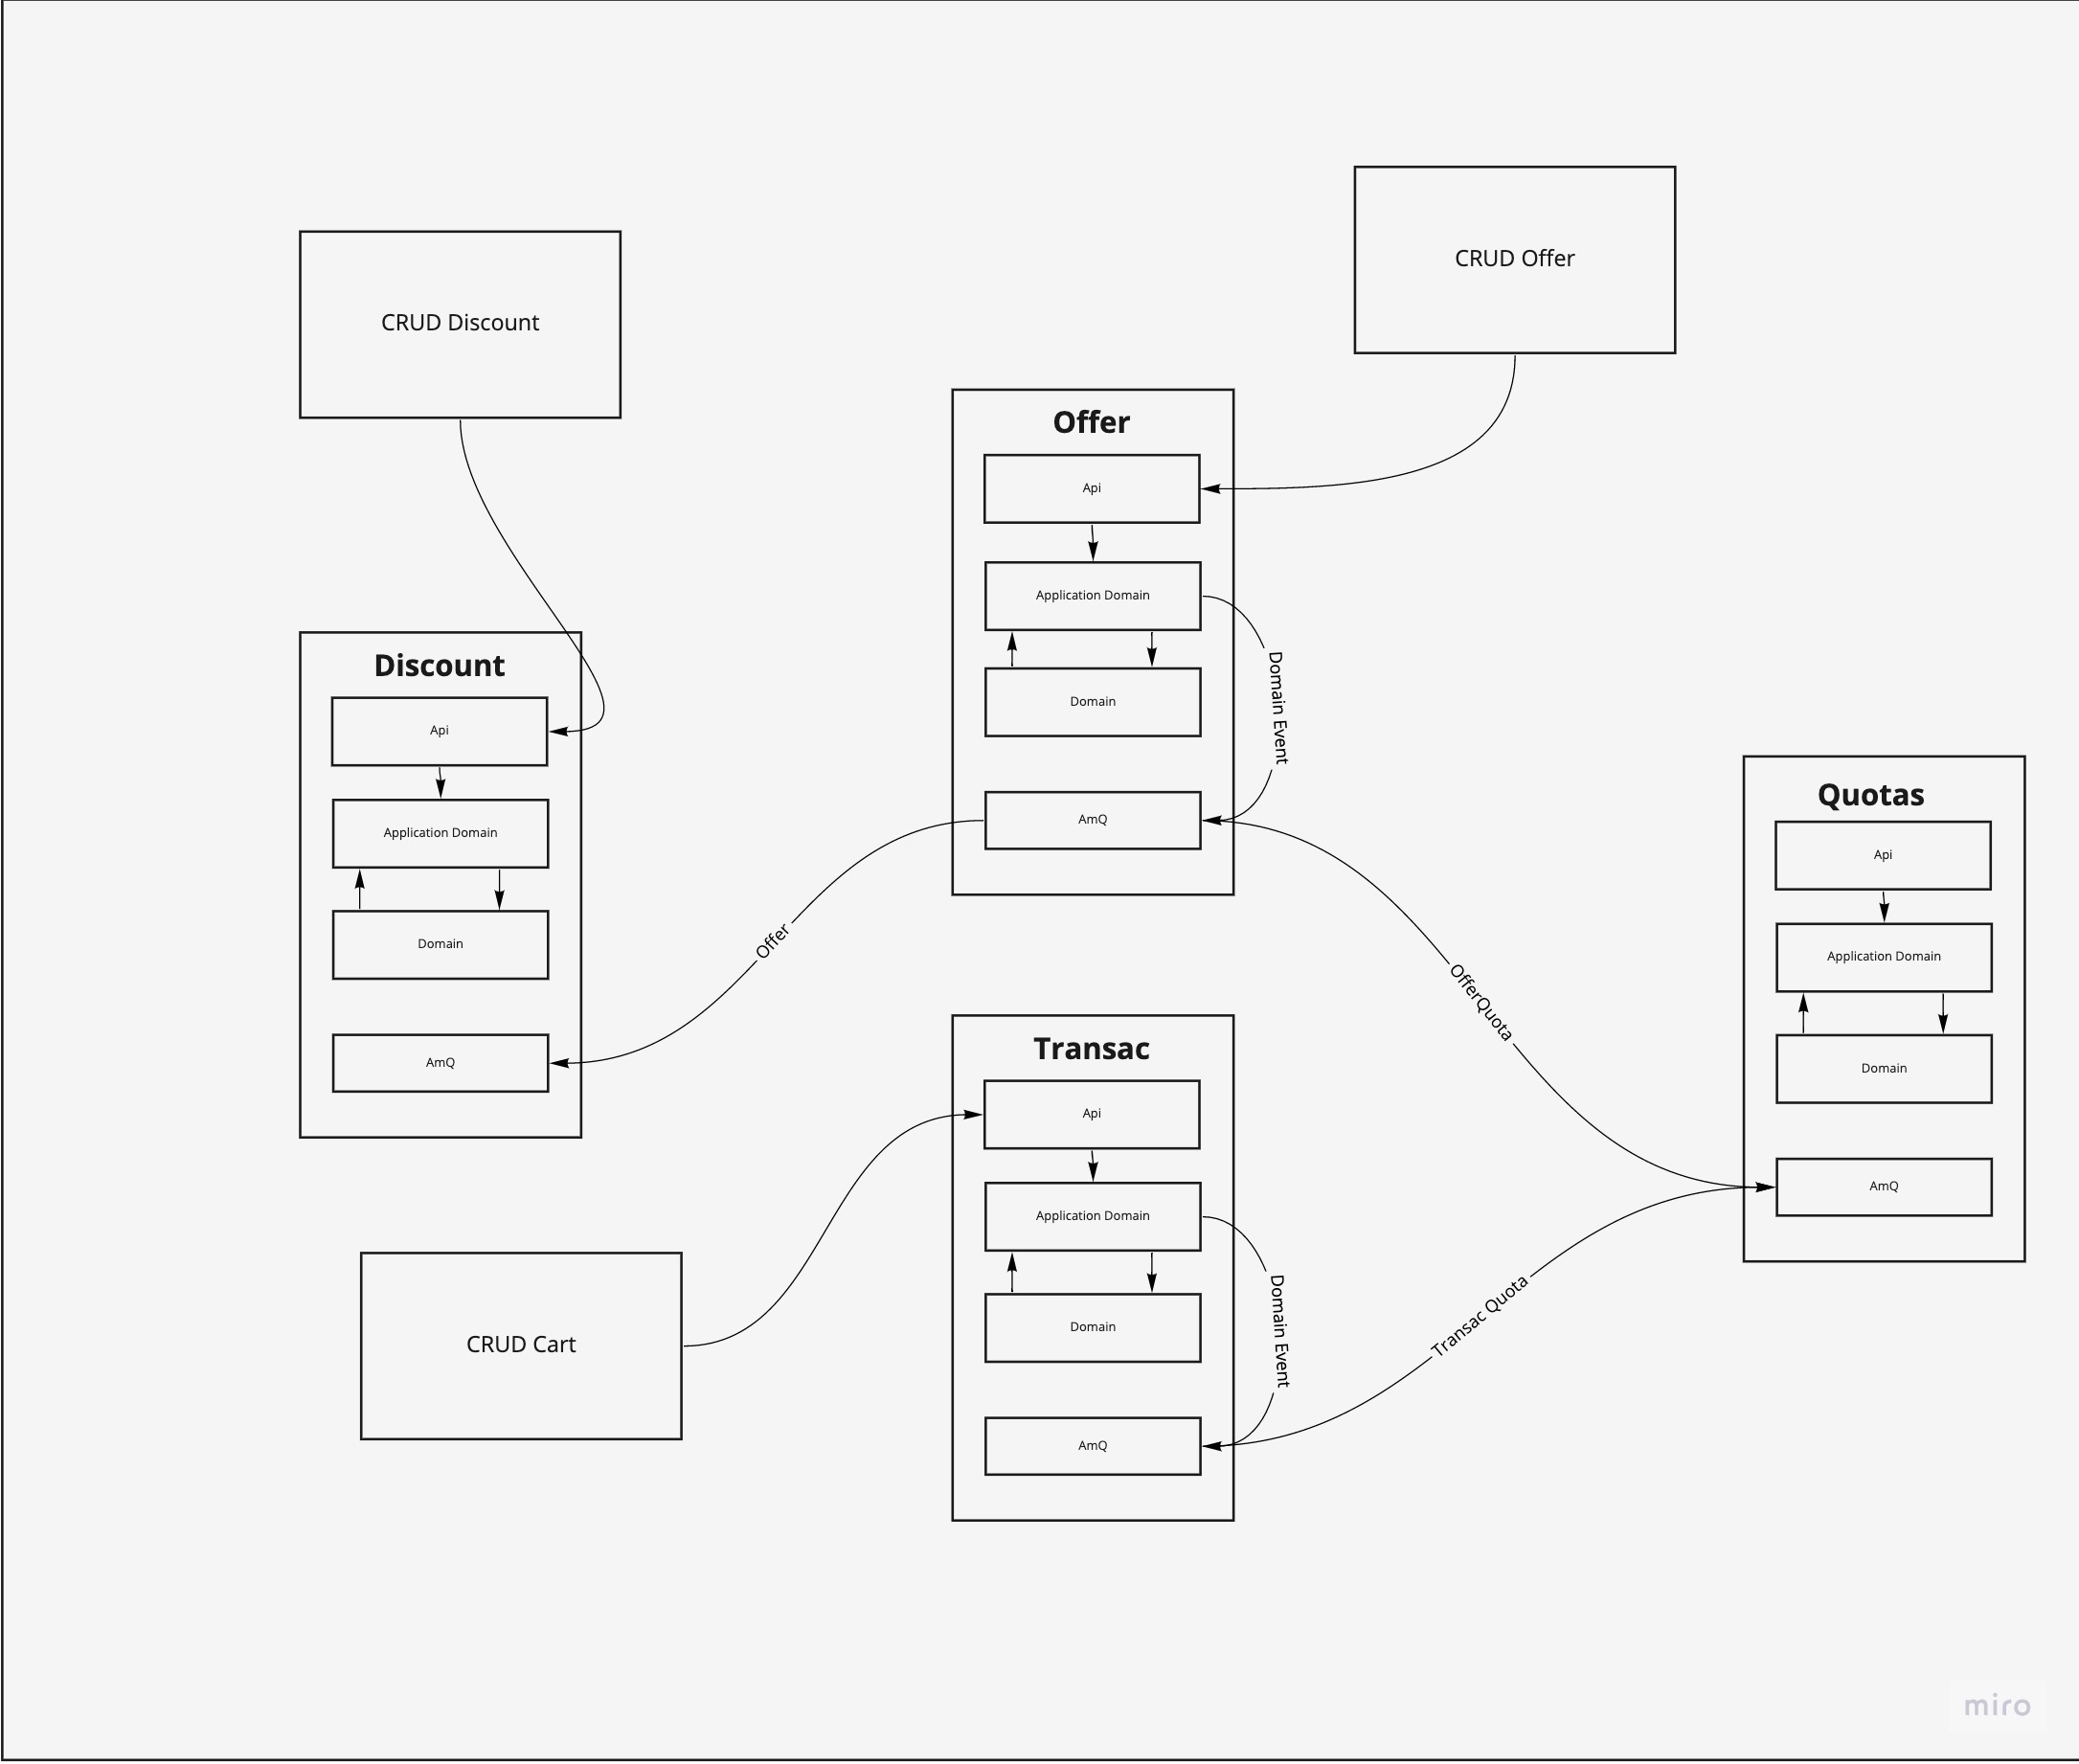 CRUD Offer
CRUD Discount
Offer
Api
Application Domain
Domain
Domain Event
AmQ
Discount
Api
Application Domain
Domain
AmQ
Offer
OfferQuota
Quotas
Api
Application Domain
Domain
AmQ
Transac
Api
Application Domain
Domain
Domain Event
AmQ
Transac Quota
CRUD Cart
miro